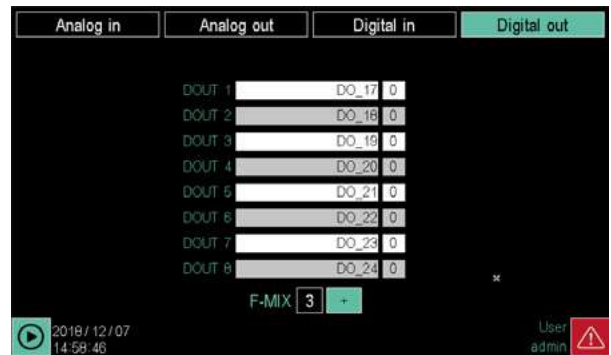 Analog in Analog out Digital in Digital out
DOUT 1 DO_17 0
DOUT 2 DO_18 0
DOUT 3 DO_19 0
DOUT 4 DO_20 0
DOUT 5 DO_21 0
DOUT 6 DO_22 0
DOUT 7 DO_23 0
DOUT 8 DO_24 0
F-MIX 3 +
2018/12/07 User
14:58:46 admin